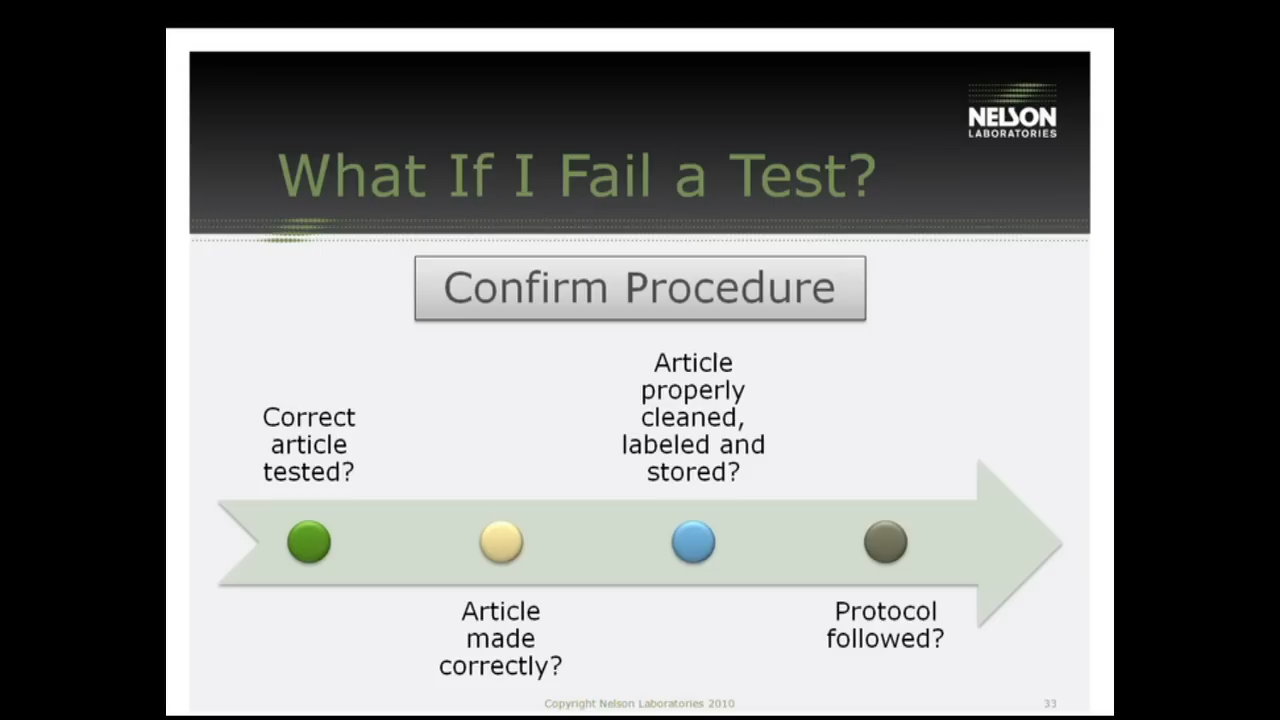 NELSON
LABORATORIES
What If I Fail a Test?
Confirm Procedure
Correct
article
tested?
Article
made
correctly?
Article
properly
cleaned,
labeled and
stored?
Protocol
followed?
Copyright Nelson Laboratories 2010
33